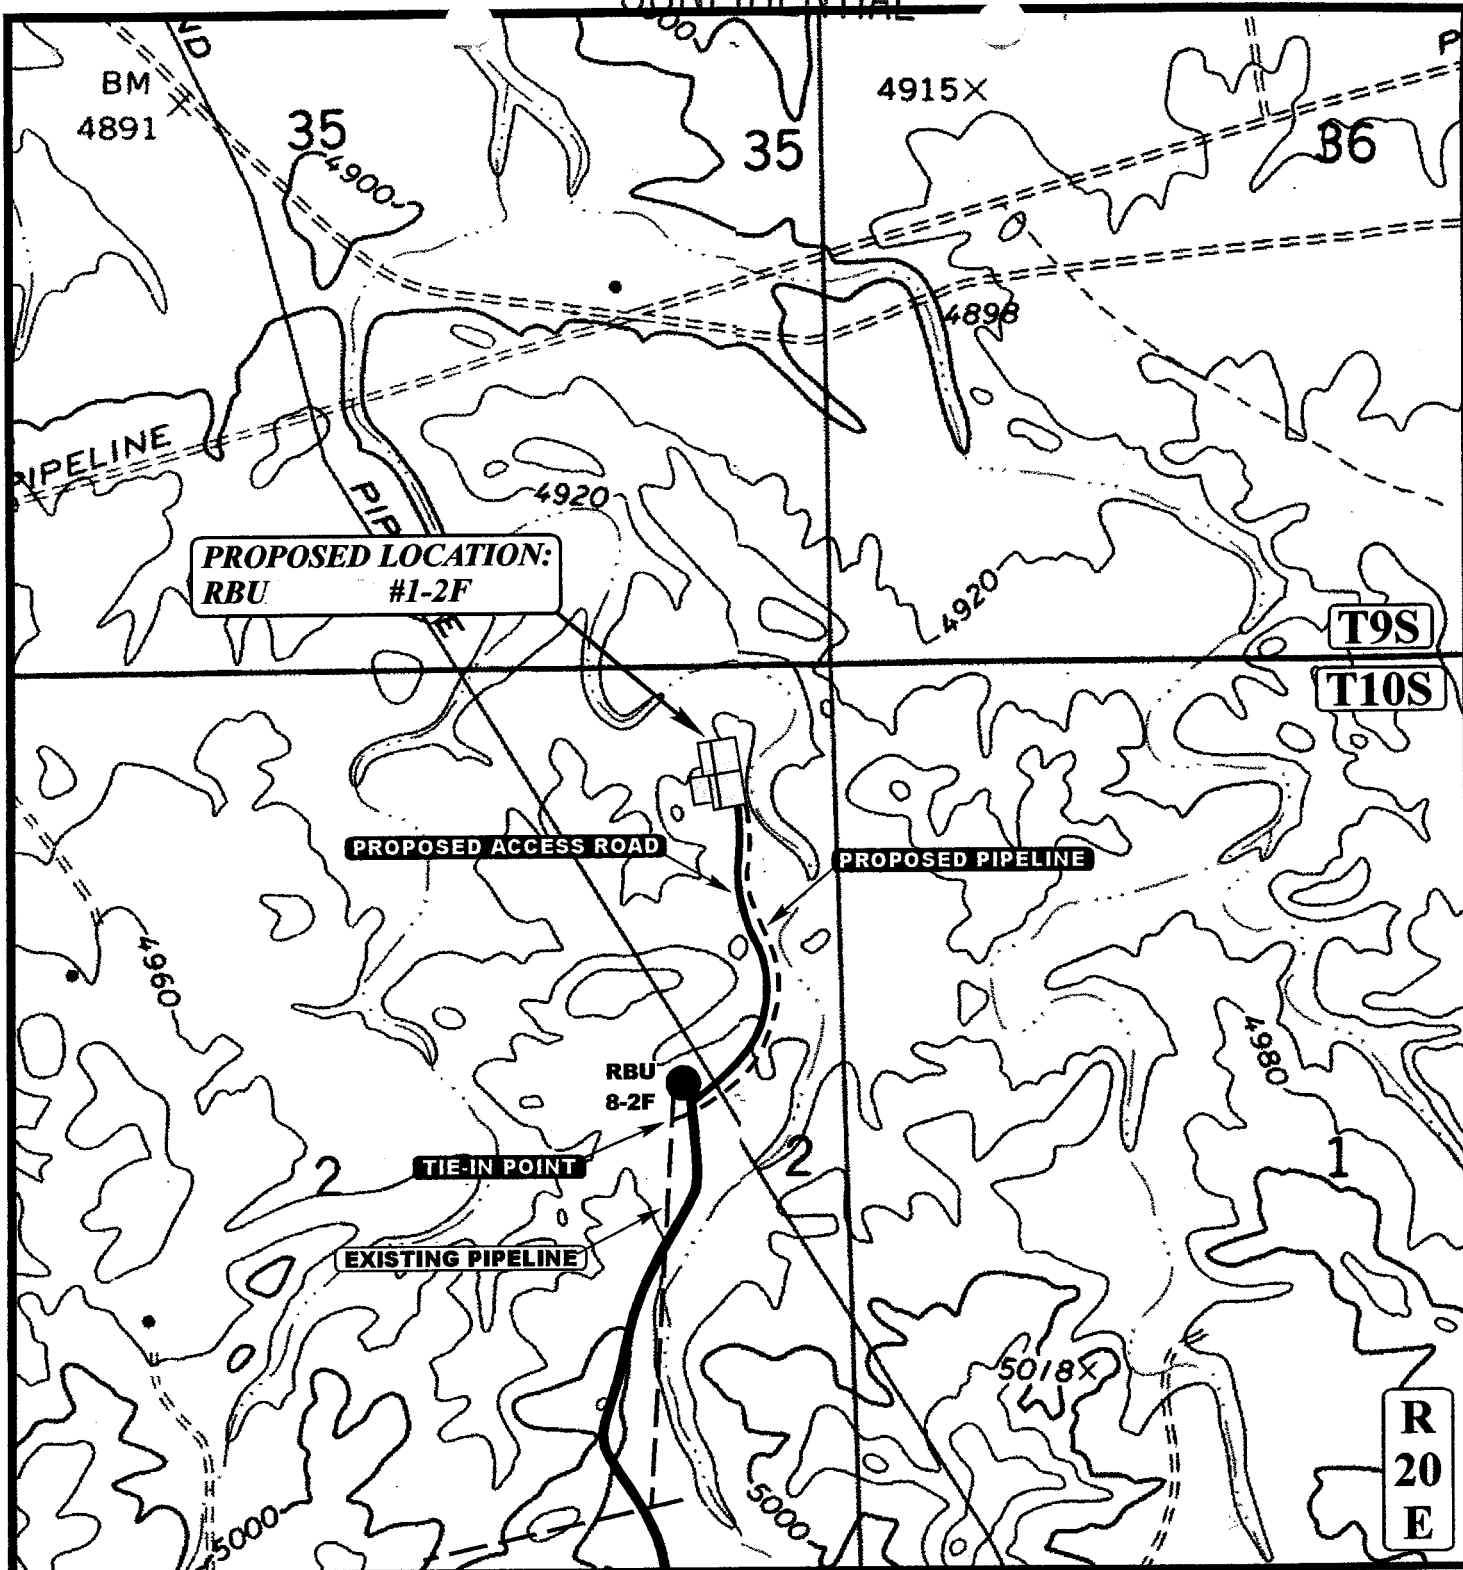 CONFIDENTIAL
BM
4891
35
4900
35
4915
36
4898
PIPELINE
4920
PROPOSED LOCATION:
RBU #1-2F
4920
T9S
T10S
PROPOSED ACCESS ROAD
PROPOSED PIPELINE
4960
4980
RBU
8-2F
TIE-IN POINT
2
2
1
EXISTING PIPELINE
5018
R
20
E
5000
5000